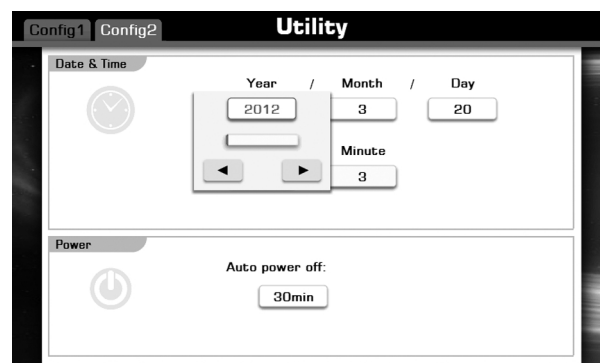 Config1 Config2 Utility
Date & Time
Year / Month / Day
2012 3 20
Minute
3
Power
Auto power off:
30min